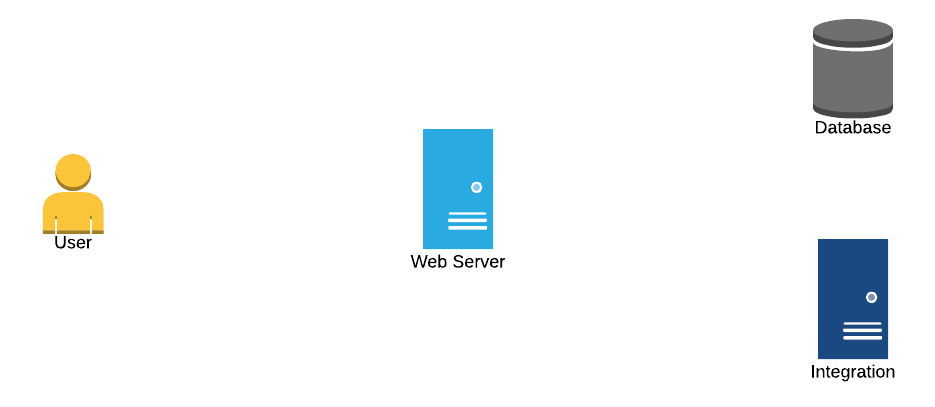 User
Web Server
Database
Integration